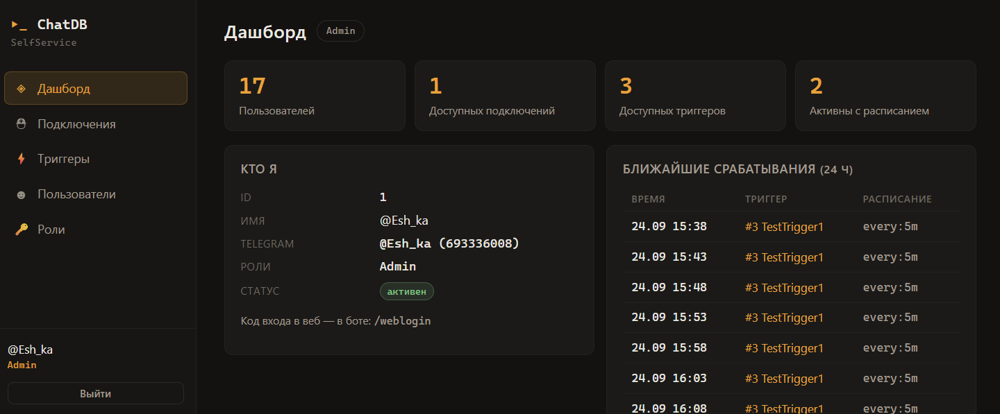 ChatDB
SelfService
Дашборд
Подключения
Триггеры
Пользователи
Роли
@Esh_ka
Admin
Выйти
Дашборд Admin
17
Пользователей
1
Доступных подключений
3
Доступных триггеров
2
Активны с расписанием
КТО Я
ID 1
ИМЯ @Esh_ka
TELEGRAM @Esh_ka (693336008)
РОЛИ Admin
СТАТУС активен
Код входа в веб — в боте: /weblogin
БЛИЖАЙШИЕ СРАБАТЫВАНИЯ (24 Ч)
ВРЕМЯ ТРИГГЕР РАСПИСАНИЕ
24.09 15:38 #3 TestTrigger1 every:5m
24.09 15:43 #3 TestTrigger1 every:5m
24.09 15:48 #3 TestTrigger1 every:5m
24.09 15:53 #3 TestTrigger1 every:5m
24.09 15:58 #3 TestTrigger1 every:5m
24.09 16:03 #3 TestTrigger1 every:5m
24.09 16:08 #3 TestTrigger1 every:5m